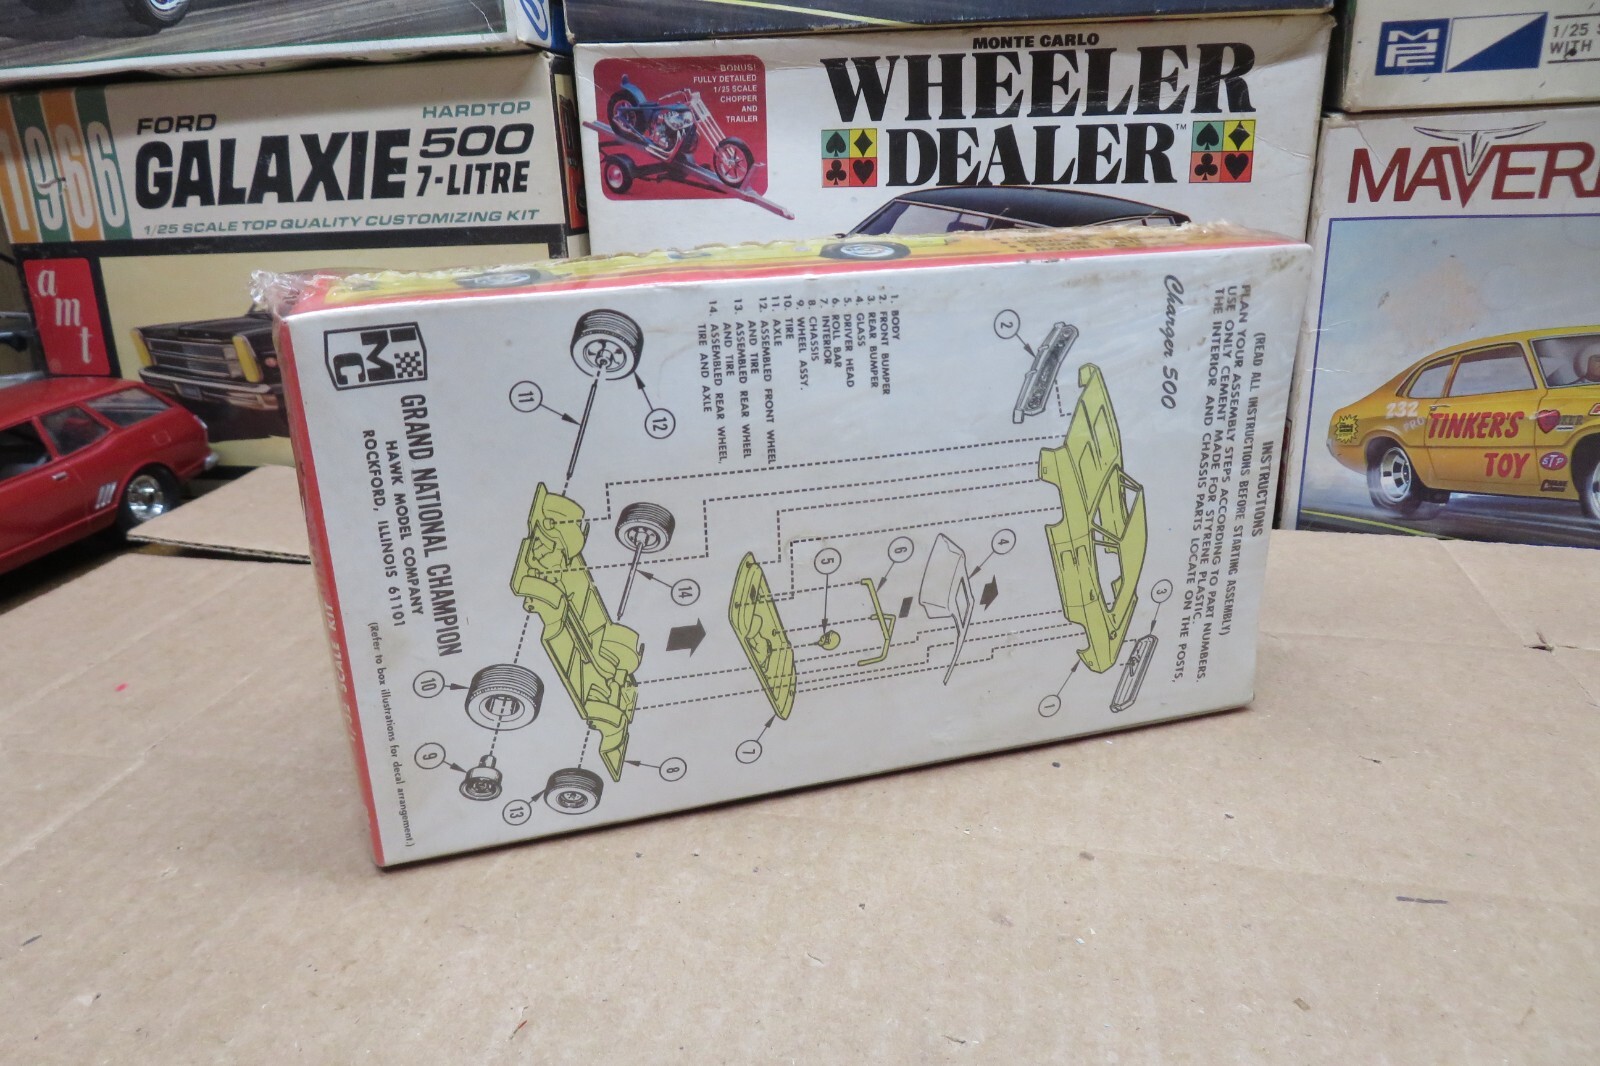 1966
FORD
GALAXIE
HARDTOP
500
7-LITRE
1/25 SCALE TOP QUALITY CUSTOMIZING KIT
amt
BONUS!
FULLY DETAILED
1/25 SCALE
CHOPPER
AND
TRAILER
MONTE CARLO
WHEELER
DEALER™
MPC
1/25
WITH
232
PRO
TINKER'S
TOY
STP
INSTRUCTIONS
(READ ALL INSTRUCTIONS BEFORE STARTING ASSEMBLY)
PLAN YOUR ASSEMBLY STEPS ACCORDING TO PART NUMBERS,
USE ONLY CEMENT MADE FOR STYRENE PLASTIC.
THE INTERIOR AND CHASSIS PARTS LOCATE ON THE POSTS.
Charger 500
1. BODY
2. FRONT BUMPER
3. REAR BUMPER
4. GLASS
5. DRIVER HEAD
6. ROLL BAR
7. INTERIOR
8. CHASSIS
9. WHEEL ASSY.
10. TIRE
11. AXLE
12. ASSEMBLED FRONT WHEEL
AND TIRE
13. ASSEMBLED REAR WHEEL
AND TIRE
14. ASSEMBLED REAR WHEEL,
TIRE AND AXLE
2
3
1
4
6
5
7
12
11
14
10
9
13
8
IMC
GRAND NATIONAL CHAMPION
HAWK MODEL COMPANY
ROCKFORD, ILLINOIS 61101
(Refer to box illustrations for decal arrangement.)